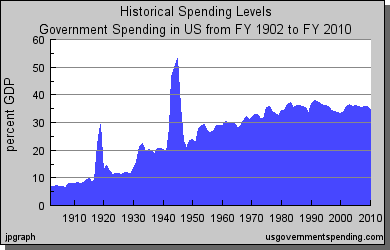 Historical Spending Levels
Government Spending in US from FY 1902 to FY 2010
percent GDP
60
50
40
30
20
10
0
1910 1920 1930 1940 1950 1960 1970 1980 1990 2000 2010
jpgraph usgovernmentspending.com